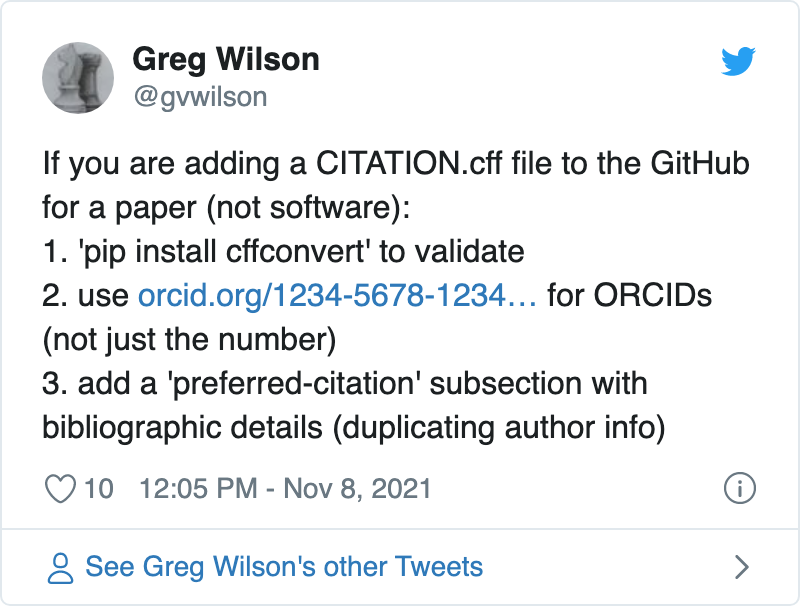 Greg Wilson
@gvwilson
If you are adding a CITATION.cff file to the GitHub
for a paper (not software):
1. 'pip install cffconvert' to validate
2. use orcid.org/1234-5678-1234… for ORCIDs
(not just the number)
3. add a 'preferred-citation' subsection with
bibliographic details (duplicating author info)
10 12:05 PM - Nov 8, 2021
See Greg Wilson's other Tweets